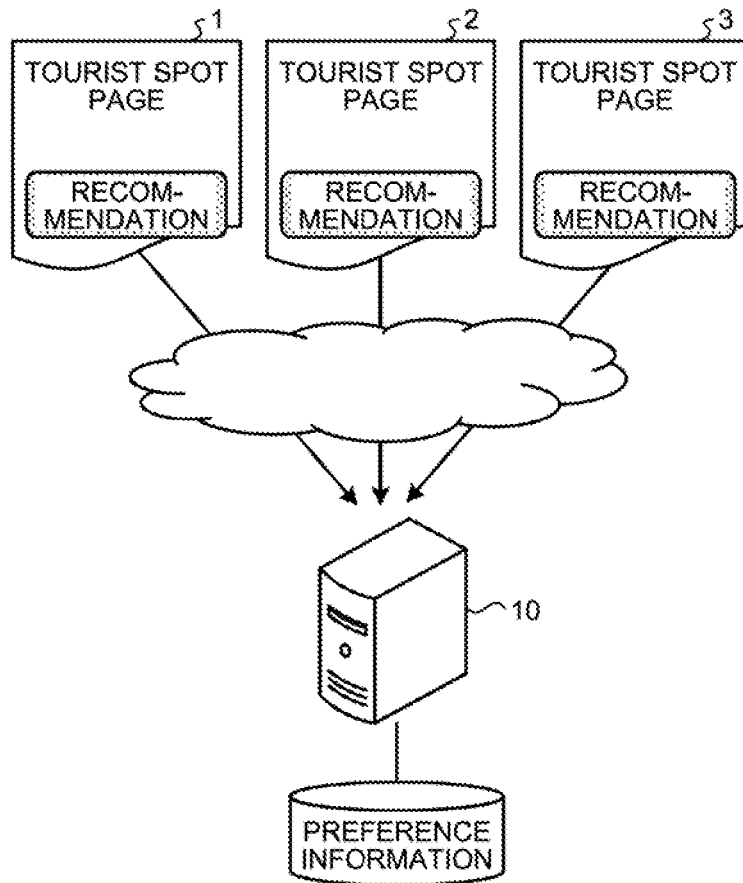 1
2
3
TOURIST SPOT
PAGE
TOURIST SPOT
PAGE
TOURIST SPOT
PAGE
RECOM-
MENDATION
RECOM-
MENDATION
RECOM-
MENDATION
10
PREFERENCE
INFORMATION